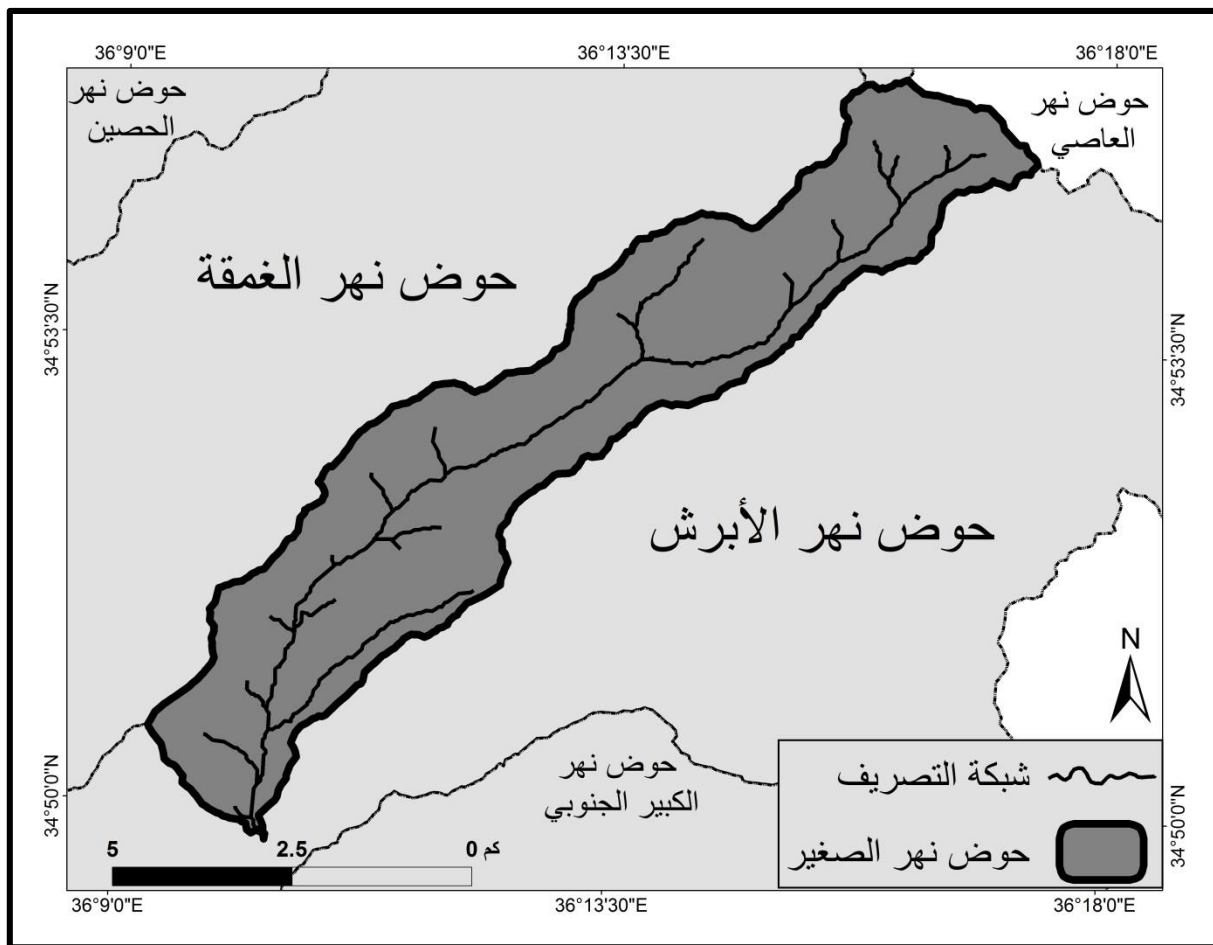 36°9'0"E
36°13'30"E
36°18'0"E
حوض نهر
الحصين
حوض نهر
العاصي
حوض نهر الغمقة
34°53'30"N
34°53'30"N
حوض نهر الأبرش
N
حوض نهر
الكبير الجنوبي
شبكة التصريف
حوض نهر الصغير
34°50'0"N
34°50'0"N
5 2.5 0 كم
36°9'0"E
36°13'30"E
36°18'0"E